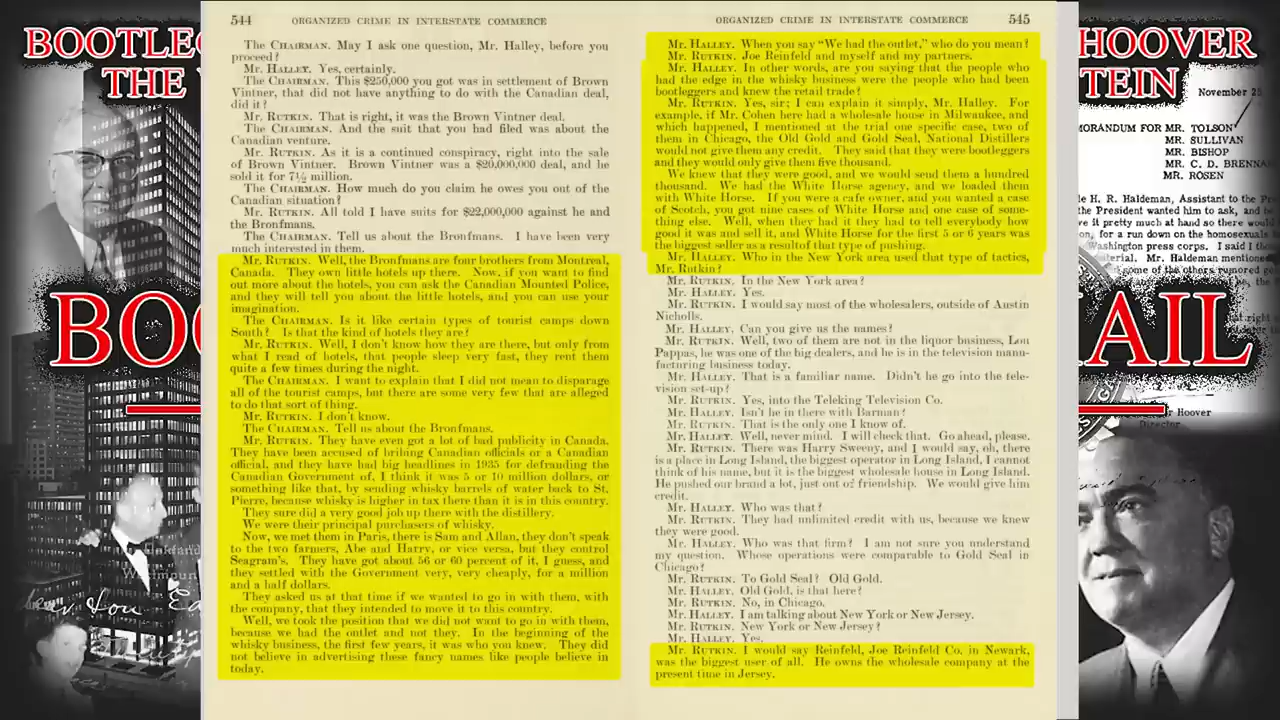 BOOTLE
THE
BOO
544 ORGANIZED CRIME IN INTERSTATE COMMERCE
The CHAIRMAN. May I ask one question, Mr. Halley, before you
proceed?
Mr. HALLEY. Yes, certainly.
The CHAIRMAN. This $250,000 you got was in settlement of Brown
Vintner, that did not have anything to do with the Canadian deal,
did it?
Mr. RUTKIN. That is right, it was the Brown Vintner deal.
The CHAIRMAN. And the suit that you had filed was about the
Canadian venture.
Mr. RUTKIN. As it is a continued conspiracy, right into the sale
of Brown Vintner. Brown Vintner was a $20,000,000 deal, and he
sold it for 7½ million.
The CHAIRMAN. How much do you claim he owes you out of the
Canadian situation?
Mr. RUTKIN. All told I have suits for $22,000,000 against he and
the Bronfmans.
The CHAIRMAN. Tell us about the Bronfmans. I have been very
much interested in them.
Mr. RUTKIN. Well, the Bronfmans are four brothers from Montreal,
Canada. They own little hotels up there. Now, if you want to find
out more about the hotels, you can ask the Canadian Mounted Police,
and they will tell you about the little hotels, and you can use your
imagination.
The CHAIRMAN. Is it like certain types of tourist camps down
South? Is that the kind of hotels they are?
Mr. RUTKIN. Well, I don't know how they are there, but only from
what I read of hotels, that people sleep very fast, they rent them
quite a few times during the night.
The CHAIRMAN. I want to explain that I did not mean to disparage
all of the tourist camps, but there are some very few that are alleged
to do that sort of thing.
Mr. RUTKIN. I don't know.
The CHAIRMAN. Tell us about the Bronfmans.
Mr. RUTKIN. They have even got a lot of bad publicity in Canada.
They have been accused of bribing Canadian officials or a Canadian
official, and they have had big headlines in 1935 for defrauding the
Canadian Government of, I think it was 5 or 10 million dollars, or
something like that, by sending whisky barrels of water back to St.
Pierre, because whisky is higher in tax there than it is in this country.
They sure did a very good job up there with the distillery.
We were their principal purchasers of whisky.
Now, we met them in Paris, there is Sam and Allan, they don't speak
to the two farmers, Abe and Harry, or vice versa, but they control
Seagram's. They have got about 56 or 60 percent of it, I guess, and
they settled with the Government very, very cheaply, for a million
and a half dollars.
They asked us at that time if we wanted to go in with them, with
the company, that they intended to move it to this country.
Well, we took the position that we did not want to go in with them,
because we had the outlet and not they. In the beginning of the
whisky business, the first few years, it was who you knew. They did
not believe in advertising these fancy names like people believe in
today.
ORGANIZED CRIME IN INTERSTATE COMMERCE 545
Mr. HALLEY. When you say "We had the outlet," who do you mean?
Mr. RUTKIN. Joe Reinfeld and myself and my partners.
Mr. HALLEY. In other words, are you saying that the people who
had the edge in the whisky business were the people who had been
bootleggers and knew the retail trade?
Mr. RUTKIN. Yes, sir; I can explain it simply, Mr. Halley. For
example, if Mr. Cohen here had a wholesale house in Milwaukee, and
which happened, I mentioned at the trial one specific case, two of
them in Chicago, the Old Gold and Gold Seal, National Distillers
would not give them any credit. They said that they were bootleggers
and they would only give them five thousand.
We knew that they were good, and we would send them a hundred
thousand. We had the White Horse agency, and we loaded them
with White Horse. If you were a cafe owner, and you wanted a case
of Scotch, you got nine cases of White Horse and one case of some-
thing else. Well, when they had it they had to tell everybody how
good it was and sell it, and White Horse for the first 5 or 6 years was
the biggest seller as a resultof that type of pushing.
Mr. HALLEY. Who in the New York area used that type of tactics,
Mr. Rutkin?
Mr. RUTKIN. In the New York area?
Mr. HALLEY. Yes.
Mr. RUTKIN. I would say most of the wholesalers, outside of Austin
Nicholls.
Mr. HALLEY. Can you give us the names?
Mr. RUTKIN. Well, two of them are not in the liquor business, Lou
Pappas, he was one of the big dealers, and he is in the television manu-
facturing business today.
Mr. HALLEY. That is a familiar name. Didn't he go into the tele-
vision set-up?
Mr. RUTKIN. Yes, into the Teleking Television Co.
Mr. HALLEY. Isn't he in there with Barman?
Mr. RUTKIN. That is the only one I know of.
Mr. HALLEY. Well, never mind. I will check that. Go ahead, please.
Mr. RUTKIN. There was Harry Sweeny, and I would say, oh, there
is a place in Long Island, the biggest operator in Long Island, I cannot
think of his name, but it is the biggest wholesale house in Long Island.
He pushed our brand a lot, just out of friendship. We would give him
credit.
Mr. HALLEY. Who was that?
Mr. RUTKIN. They had unlimited credit with us, because we knew
they were good.
Mr. HALLEY. Who was that firm? I am not sure you understand
my question. Whose operations were comparable to Gold Seal in
Chicago?
Mr. RUTKIN. To Gold Seal? Old Gold.
Mr. HALLEY. Old Gold, is that here?
Mr. RUTKIN. No, in Chicago.
Mr. HALLEY. I am talking about New York or New Jersey.
Mr. RUTKIN. New York or New Jersey?
Mr. HALLEY. Yes.
Mr. RUTKIN. I would say Reinfeld, Joe Reinfeld Co. in Newark,
was the biggest user of all. He owns the wholesale company at the
present time in Jersey.
HOOVER
TEIN
November 25
MORANDUM FOR MR. TOLSON
MR. SULLIVAN
MR. BISHOP
MR. C. D. BRENNA
MR. ROSEN
H. R. Haldeman, Assistant to the
the President wanted him to ask, and
it pretty much at hand so there would
on, for a run down on the homosexuals
Washington press corps. I said I
Mr. Haldeman mentioned
some of the others rumored
AIL
Hoover
Director